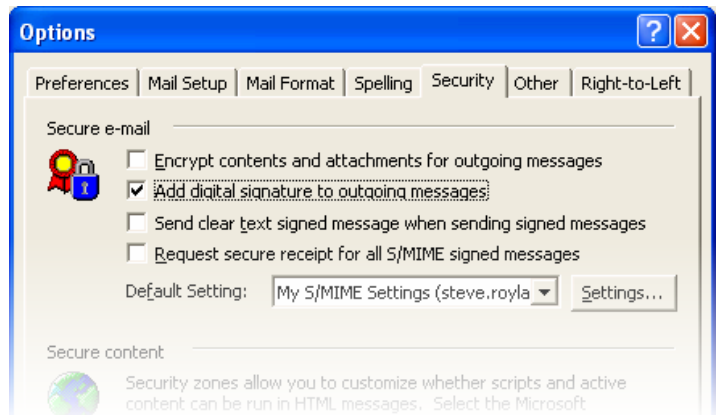 Options
Preferences Mail Setup Mail Format Spelling Security Other Right-to-Left
Secure e-mail
Encrypt contents and attachments for outgoing messages
Add digital signature to outgoing messages
Send clear text signed message when sending signed messages
Request secure receipt for all S/MIME signed messages
Default Setting: My S/MIME Settings (steve.royla Settings...
Secure content
Security zones allow you to customize whether scripts and active
content can be run in HTML messages. Select the Microsoft